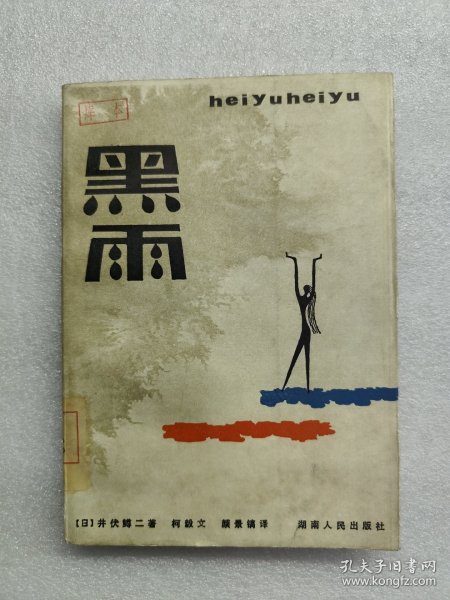 样本
heiyuheiyu
黑
雨
[日]井伏鳟二著 柯毅文 颜景镐译 湖南人民出版社
孔夫子旧书网
www.kongfz.com